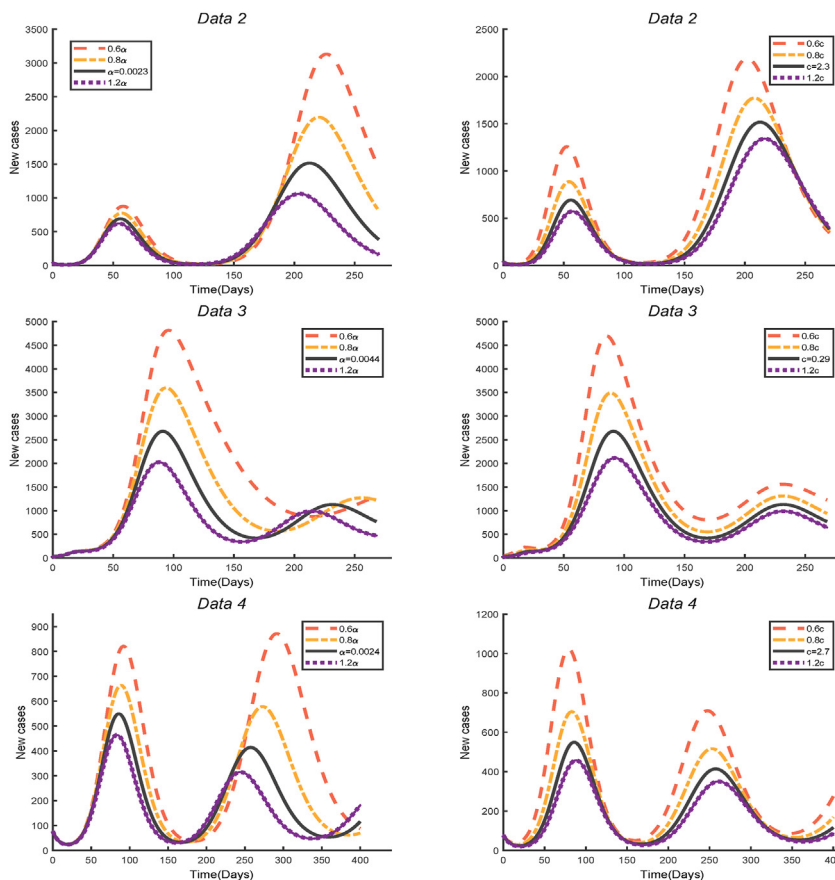 Data 2
3500
3000
2500
2000
1500
1000
500
0
New cases
0.6α
0.8α
α=0.0023
1.2α
0 50 100 150 200 250
Time(Days)
Data 2
2500
2000
1500
1000
500
0
New cases
0.6c
0.8c
c=2.3
1.2c
0 50 100 150 200 250
Time(Days)
Data 3
5000
4500
4000
3500
3000
2500
2000
1500
1000
500
0
New cases
0.6α
0.8α
α=0.0044
1.2α
0 50 100 150 200 250
Time(Days)
Data 3
5000
4500
4000
3500
3000
2500
2000
1500
1000
500
0
New cases
0.6c
0.8c
c=0.29
1.2c
0 50 100 150 200 250
Time(Days)
Data 4
900
800
700
600
500
400
300
200
100
0
New cases
0.6α
0.8α
α=0.0024
1.2α
0 50 100 150 200 250 300 350 400
Time(Days)
Data 4
1200
1000
800
600
400
200
0
New cases
0.6c
0.8c
c=2.7
1.2c
0 50 100 150 200 250 300 350 400
Time(Days)